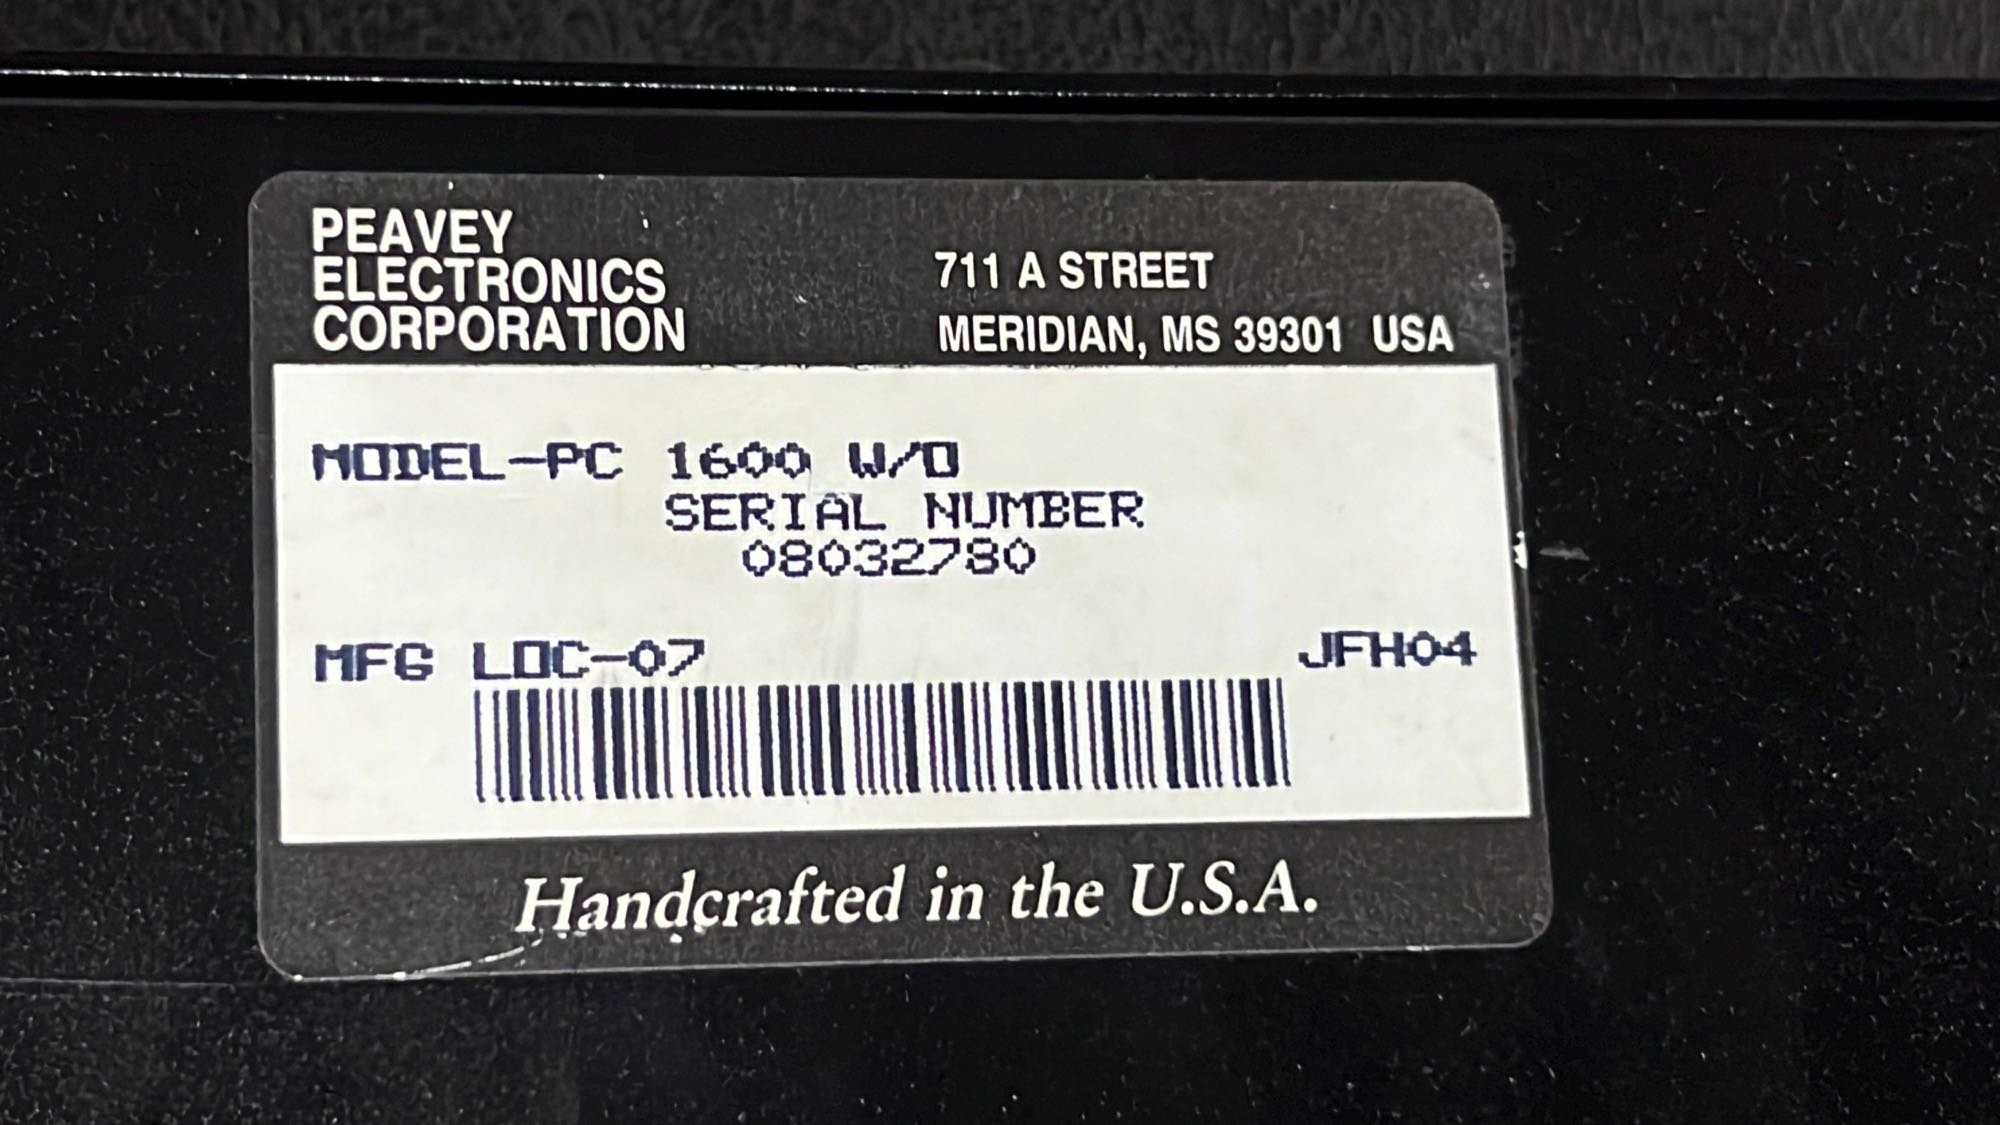 PEAVEY
ELECTRONICS
CORPORATION
711 A STREET
MERIDIAN, MS 39301 USA
MODEL-PC 1600 W/O
SERIAL NUMBER
08032780
MFG LOC-07
JFH04
Handcrafted in the U.S.A.